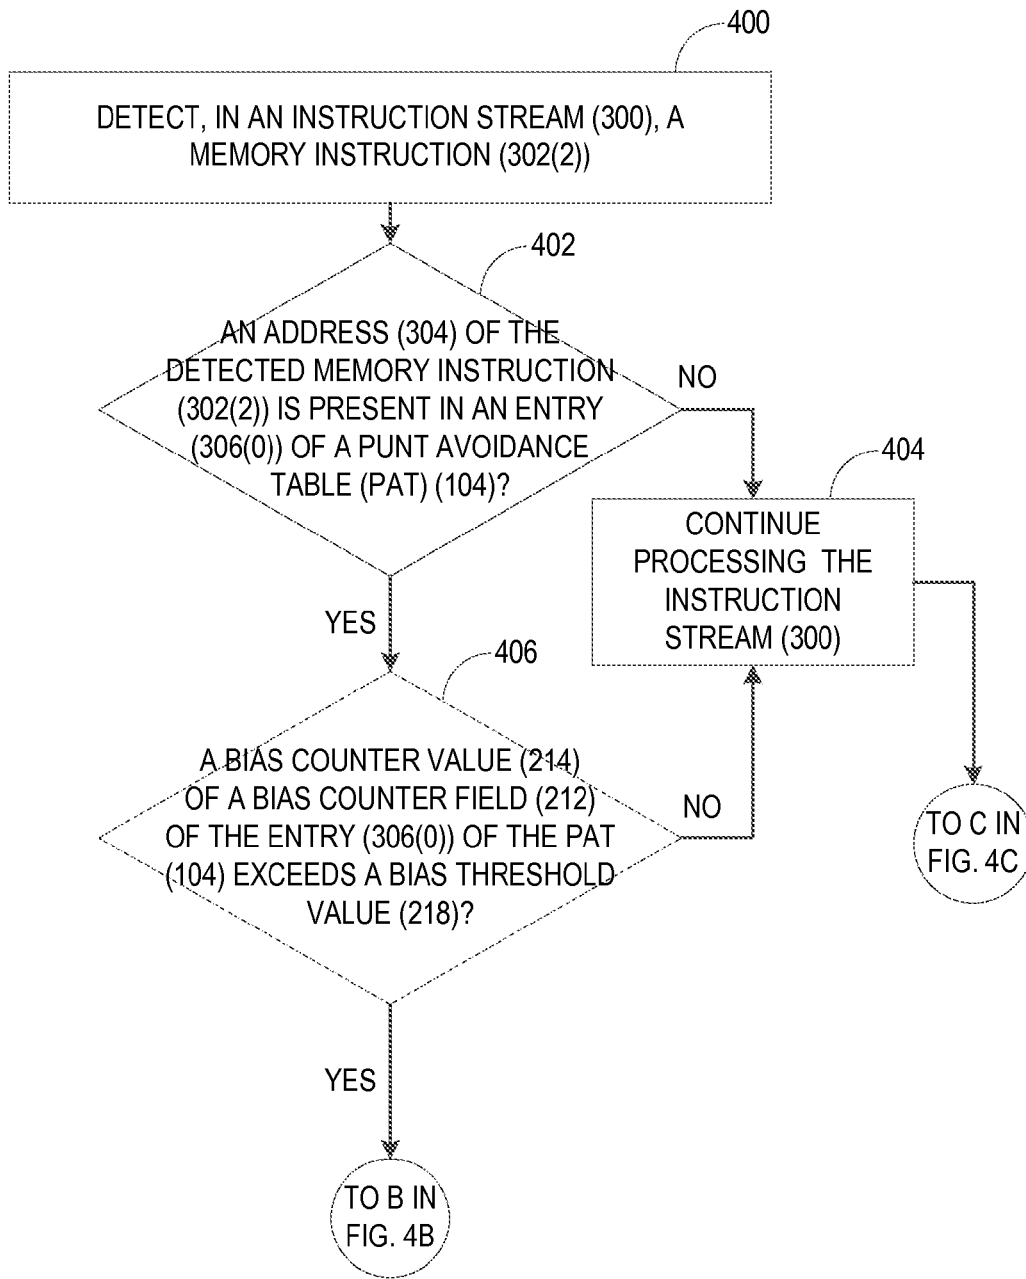 400
DETECT, IN AN INSTRUCTION STREAM (300), A
MEMORY INSTRUCTION (302(2))
402
AN ADDRESS (304) OF THE
DETECTED MEMORY INSTRUCTION
(302(2)) IS PRESENT IN AN ENTRY
(306(0)) OF A PUNT AVOIDANCE
TABLE (PAT) (104)?
NO
404
CONTINUE
PROCESSING THE
INSTRUCTION
STREAM (300)
YES
406
A BIAS COUNTER VALUE (214)
OF A BIAS COUNTER FIELD (212)
OF THE ENTRY (306(0)) OF THE PAT
(104) EXCEEDS A BIAS THRESHOLD
VALUE (218)?
NO
TO C IN
FIG. 4C
YES
TO B IN
FIG. 4B